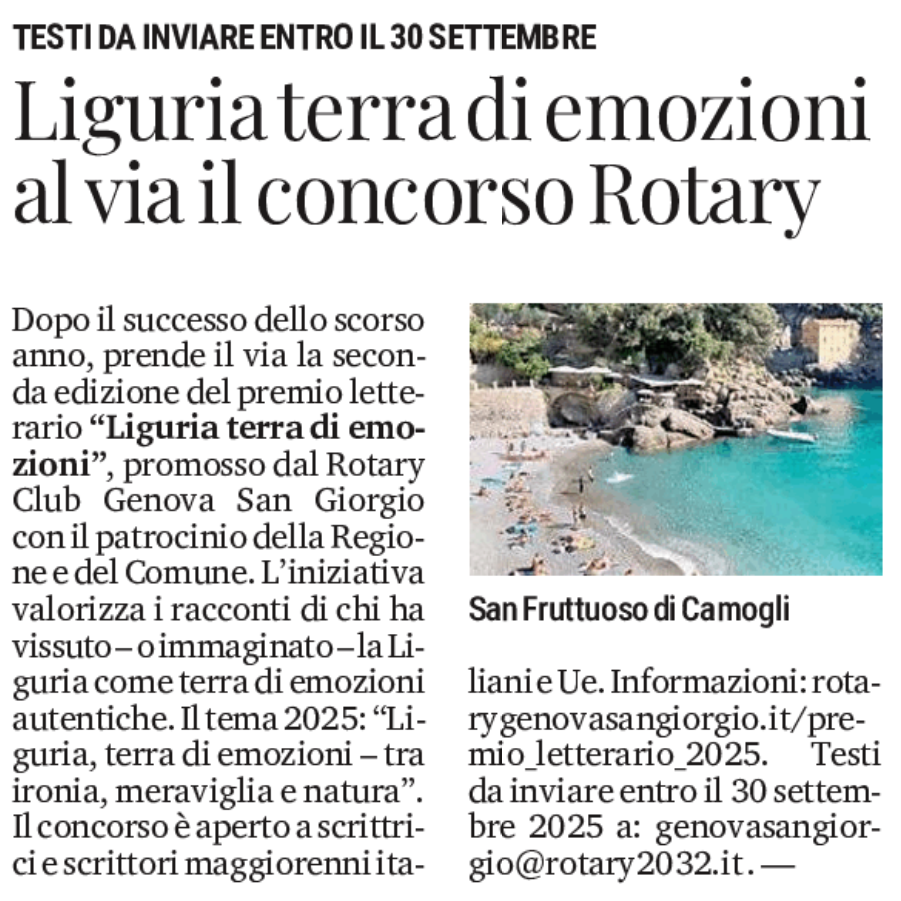 TESTI DA INVIARE ENTRO IL 30 SETTEMBRE
Liguria terra di emozioni
al via il concorso Rotary
Dopo il successo dello scorso
anno, prende il via la secon-
da edizione del premio lette-
rario “Liguria terra di emo-
zioni”, promosso dal Rotary
Club Genova San Giorgio
con il patrocinio della Regio-
ne e del Comune. L’iniziativa
valorizza i racconti di chi ha
vissuto – o immaginato – la Li-
guria come terra di emozioni
autentiche. Il tema 2025: “Li-
guria, terra di emozioni – tra
ironia, meraviglia e natura”.
Il concorso è aperto a scrittri-
ci e scrittori maggiorenni ita-
San Fruttuoso di Camogli
liani e Ue. Informazioni: rota-
rygenovasangiorgio.it/pre-
mio_letterario_2025. Testi
da inviare entro il 30 settem-
bre 2025 a: genovasangior-
gio@rotary2032.it. —